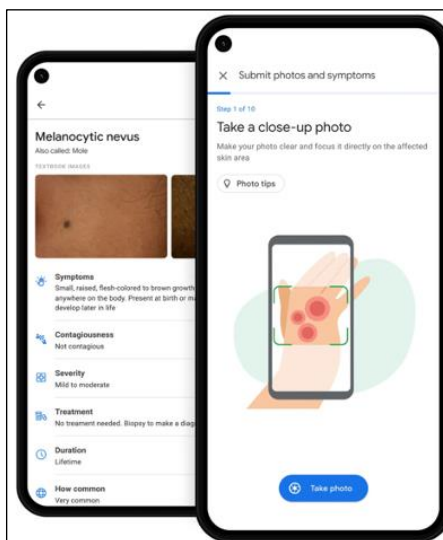 Melanocytic nevus
Also called: Mole
TEXTBOOK IMAGES
Symptoms
Small, raised, flesh-colored to brown growth
anywhere on the body. Present at birth or
develop later in life
Contagiousness
Not contagious
Severity
Mild to moderate
Treatment
No treament needed. Biopsy to make a
Duration
Lifetime
How common
Very common
Submit photos and symptoms
Step 1 of 10
Take a close-up photo
Make your photo clear and focus it directly on the affected
skin area
Photo tips
Take photo